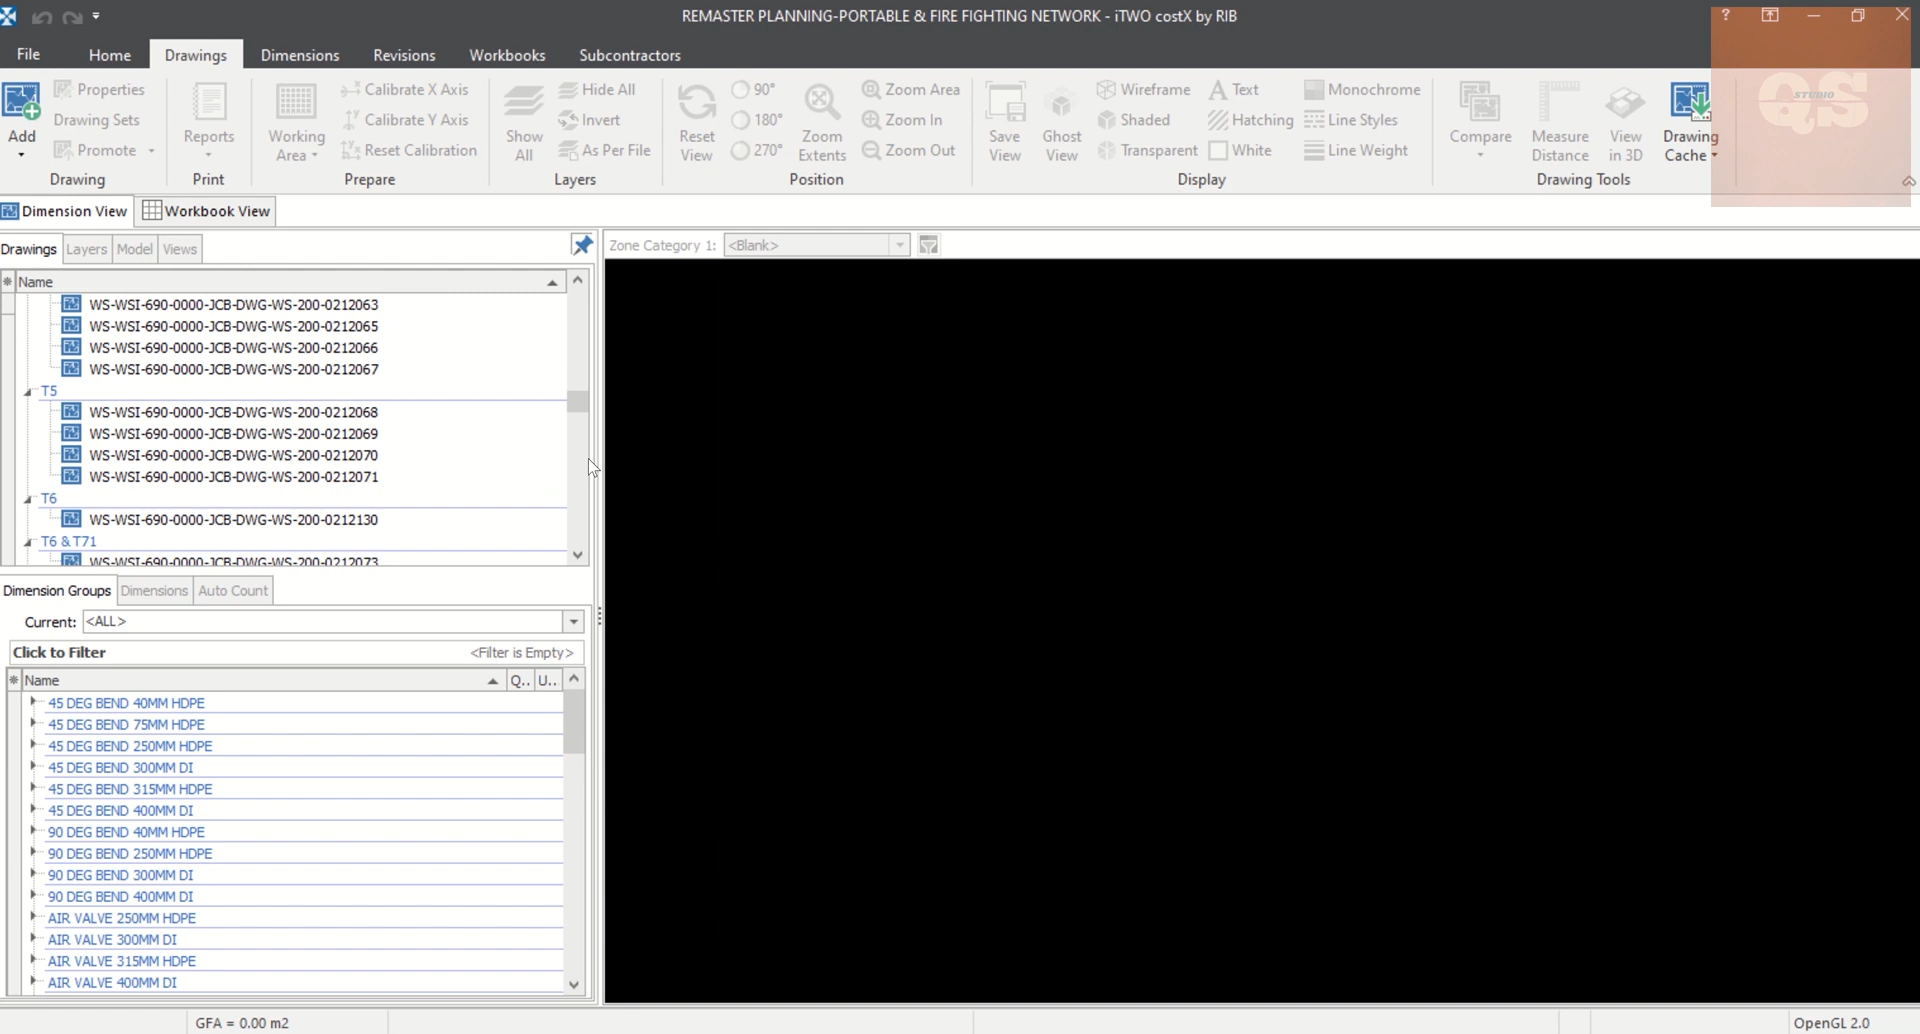 REMASTER PLANNING-PORTABLE & FIRE FIGHTING NETWORK - iTWO costX by RIB
?
File Home Drawings Dimensions Revisions Workbooks Subcontractors
Add
Properties
Drawing Sets
Promote
Drawing
Reports
Print
Working Area
Calibrate X Axis
Calibrate Y Axis
Reset Calibration
Prepare
Show All
Hide All
Invert
As Per File
Layers
Reset View
90°
180°
270°
Zoom Extents
Zoom Area
Zoom In
Zoom Out
Position
Save View
Ghost View
Wireframe
Shaded
Transparent
Text
Hatching
White
Monochrome
Line Styles
Line Weight
Display
Compare
Measure Distance
View in 3D
Drawing Cache
Drawing Tools
QS
STUDIO
Dimension View Workbook View
Drawings Layers Model Views
Zone Category 1: <Blank>
Name
WS-WSI-690-0000-JCB-DWG-WS-200-0212063
WS-WSI-690-0000-JCB-DWG-WS-200-0212065
WS-WSI-690-0000-JCB-DWG-WS-200-0212066
WS-WSI-690-0000-JCB-DWG-WS-200-0212067
T5
WS-WSI-690-0000-JCB-DWG-WS-200-0212068
WS-WSI-690-0000-JCB-DWG-WS-200-0212069
WS-WSI-690-0000-JCB-DWG-WS-200-0212070
WS-WSI-690-0000-JCB-DWG-WS-200-0212071
T6
WS-WSI-690-0000-JCB-DWG-WS-200-0212130
T6 & T71
WS-WSI-690-0000-JCB-DWG-WS-200-0212073
Dimension Groups Dimensions Auto Count
Current: <ALL>
Click to Filter <Filter is Empty>
Name Q.. U..
45 DEG BEND 40MM HDPE
45 DEG BEND 75MM HDPE
45 DEG BEND 250MM HDPE
45 DEG BEND 300MM DI
45 DEG BEND 315MM HDPE
45 DEG BEND 400MM DI
90 DEG BEND 40MM HDPE
90 DEG BEND 250MM HDPE
90 DEG BEND 300MM DI
90 DEG BEND 400MM DI
AIR VALVE 250MM HDPE
AIR VALVE 300MM DI
AIR VALVE 315MM HDPE
AIR VALVE 400MM DI
GFA = 0.00 m2
OpenGL 2.0